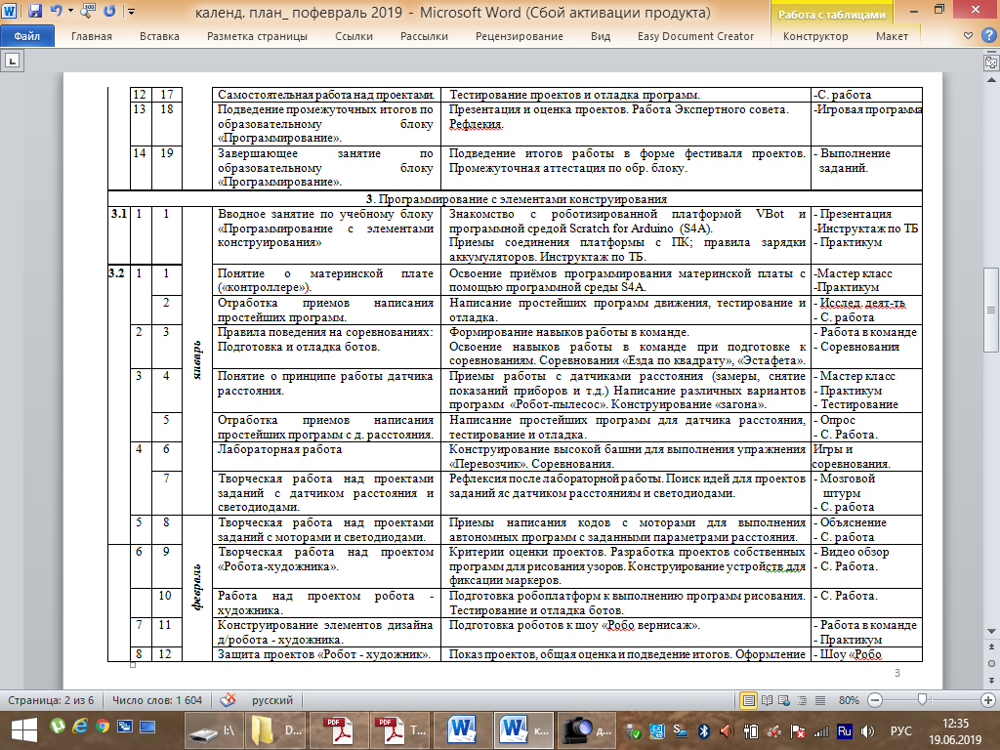 календ. план_ пофевраль 2019 - Microsoft Word (Сбой активации продукта)
Работа с таблицами
Файл Главная Вставка Разметка страницы Ссылки Рассылки Рецензирование Вид Easy Document Creator Конструктор Макет
12 17 Самостоятельная работа над проектами. Тестирование проектов и отладка программ. -С. работа
13 18 Подведение промежуточных итогов по Презентация и оценка проектов. Работа Экспертного совета. -Игровая программа
образовательному блоку Рефлекия.
«Программирование».
14 19 Завершающее занятие по Подведение итогов работы в форме фестиваля проектов. - Выполнение
образовательному блоку Промежуточная аттестация по обр. блоку. заданий.
«Программирование».
3. Программирование с элементами конструирования
3.1 1 1 Вводное занятие по учебному блоку Знакомство с роботизированной платформой VBot и - Презентация
«Программирование с элементами программной средой Scratch for Arduino (S4A). -Инструктаж по ТБ
конструирования» Приемы соединения платформы с ПК; правила зарядки - Практикум
аккумуляторов. Инструктаж по ТБ.
3.2 1 1 Понятие о материнской плате Освоение приёмов программирования материнской платы с -Мастер класс
(«контроллере»). помощью программной среды S4A. -Практикум
2 Отработка приемов написания Написание простейших программ движения, тестирование и - Исслед. деят-тв
простейших программ. отладка. - С. работа
2 3 Правила поведения на соревнованиях: Формирование навыков работы в команде. - Работа в команде
Подготовка и отладка ботов. Освоение навыков работы в команде при подготовке к - Соревнования
соревнованиям. Соревнования «Езда по квадрату», «Эстафета».
январь
3 4 Понятие о принципе работы датчика Приемы работы с датчиками расстояния (замеры, снятие - Мастер класс
расстояния. показаний приборов и т.д.) Написание различных вариантов - Практикум
программ «Робот-пылесос». Конструирование «загона». - Тестирование
5 Отработка приемов написания Написание простейших программ для датчика расстояния, - Опрос
простейших программ с д. расстояния. тестирование и отладка. - С. Работа.
4 6 Лабораторная работа Конструирование высокой башни для выполнения упражнения Игры и
«Перевозчик». Соревнования. соревнования.
7 Творческая работа над проектами Рефлексия после лабораторной работы. Поиск идей для проектов - Мозговой
заданий с датчиком расстояния и заданий яс датчиком расстояниям и светодиодами. штурм
светодиодами. - С. работа
5 8 Творческая работа над проектами Приемы написания кодов с моторами для выполнения - Объяснение
заданий с моторами и светодиодами. автономных программ с заданными параметрами расстояния. - С. работа
6 9 Творческая работа над проектом Критерии оценки проектов. Разработка проектов собственных - Видео обзор
«Робота-художника». программ для рисования узоров. Конструирование устройств для - С. Работа.
фиксации маркеров.
февраль
10 Работа над проектом робота - Подготовка робоплатформ к выполнению программ рисования. - С. Работа.
художника. Тестирование и отладка ботов.
7 11 Конструирование элементов дизайна Подготовка роботов к шоу «Робо вернисаж». - Работа в команде
д/робота - художника. - Практикум
8 12 Защита проектов «Робот - художник». Показ проектов, общая оценка и подведение итогов. Оформление - Шоу «Робо
3
Страница: 2 из 6 Число слов: 1 604 русский 80%
I:\ D... T... к... д... Ru РУС 12:35
19.06.2019